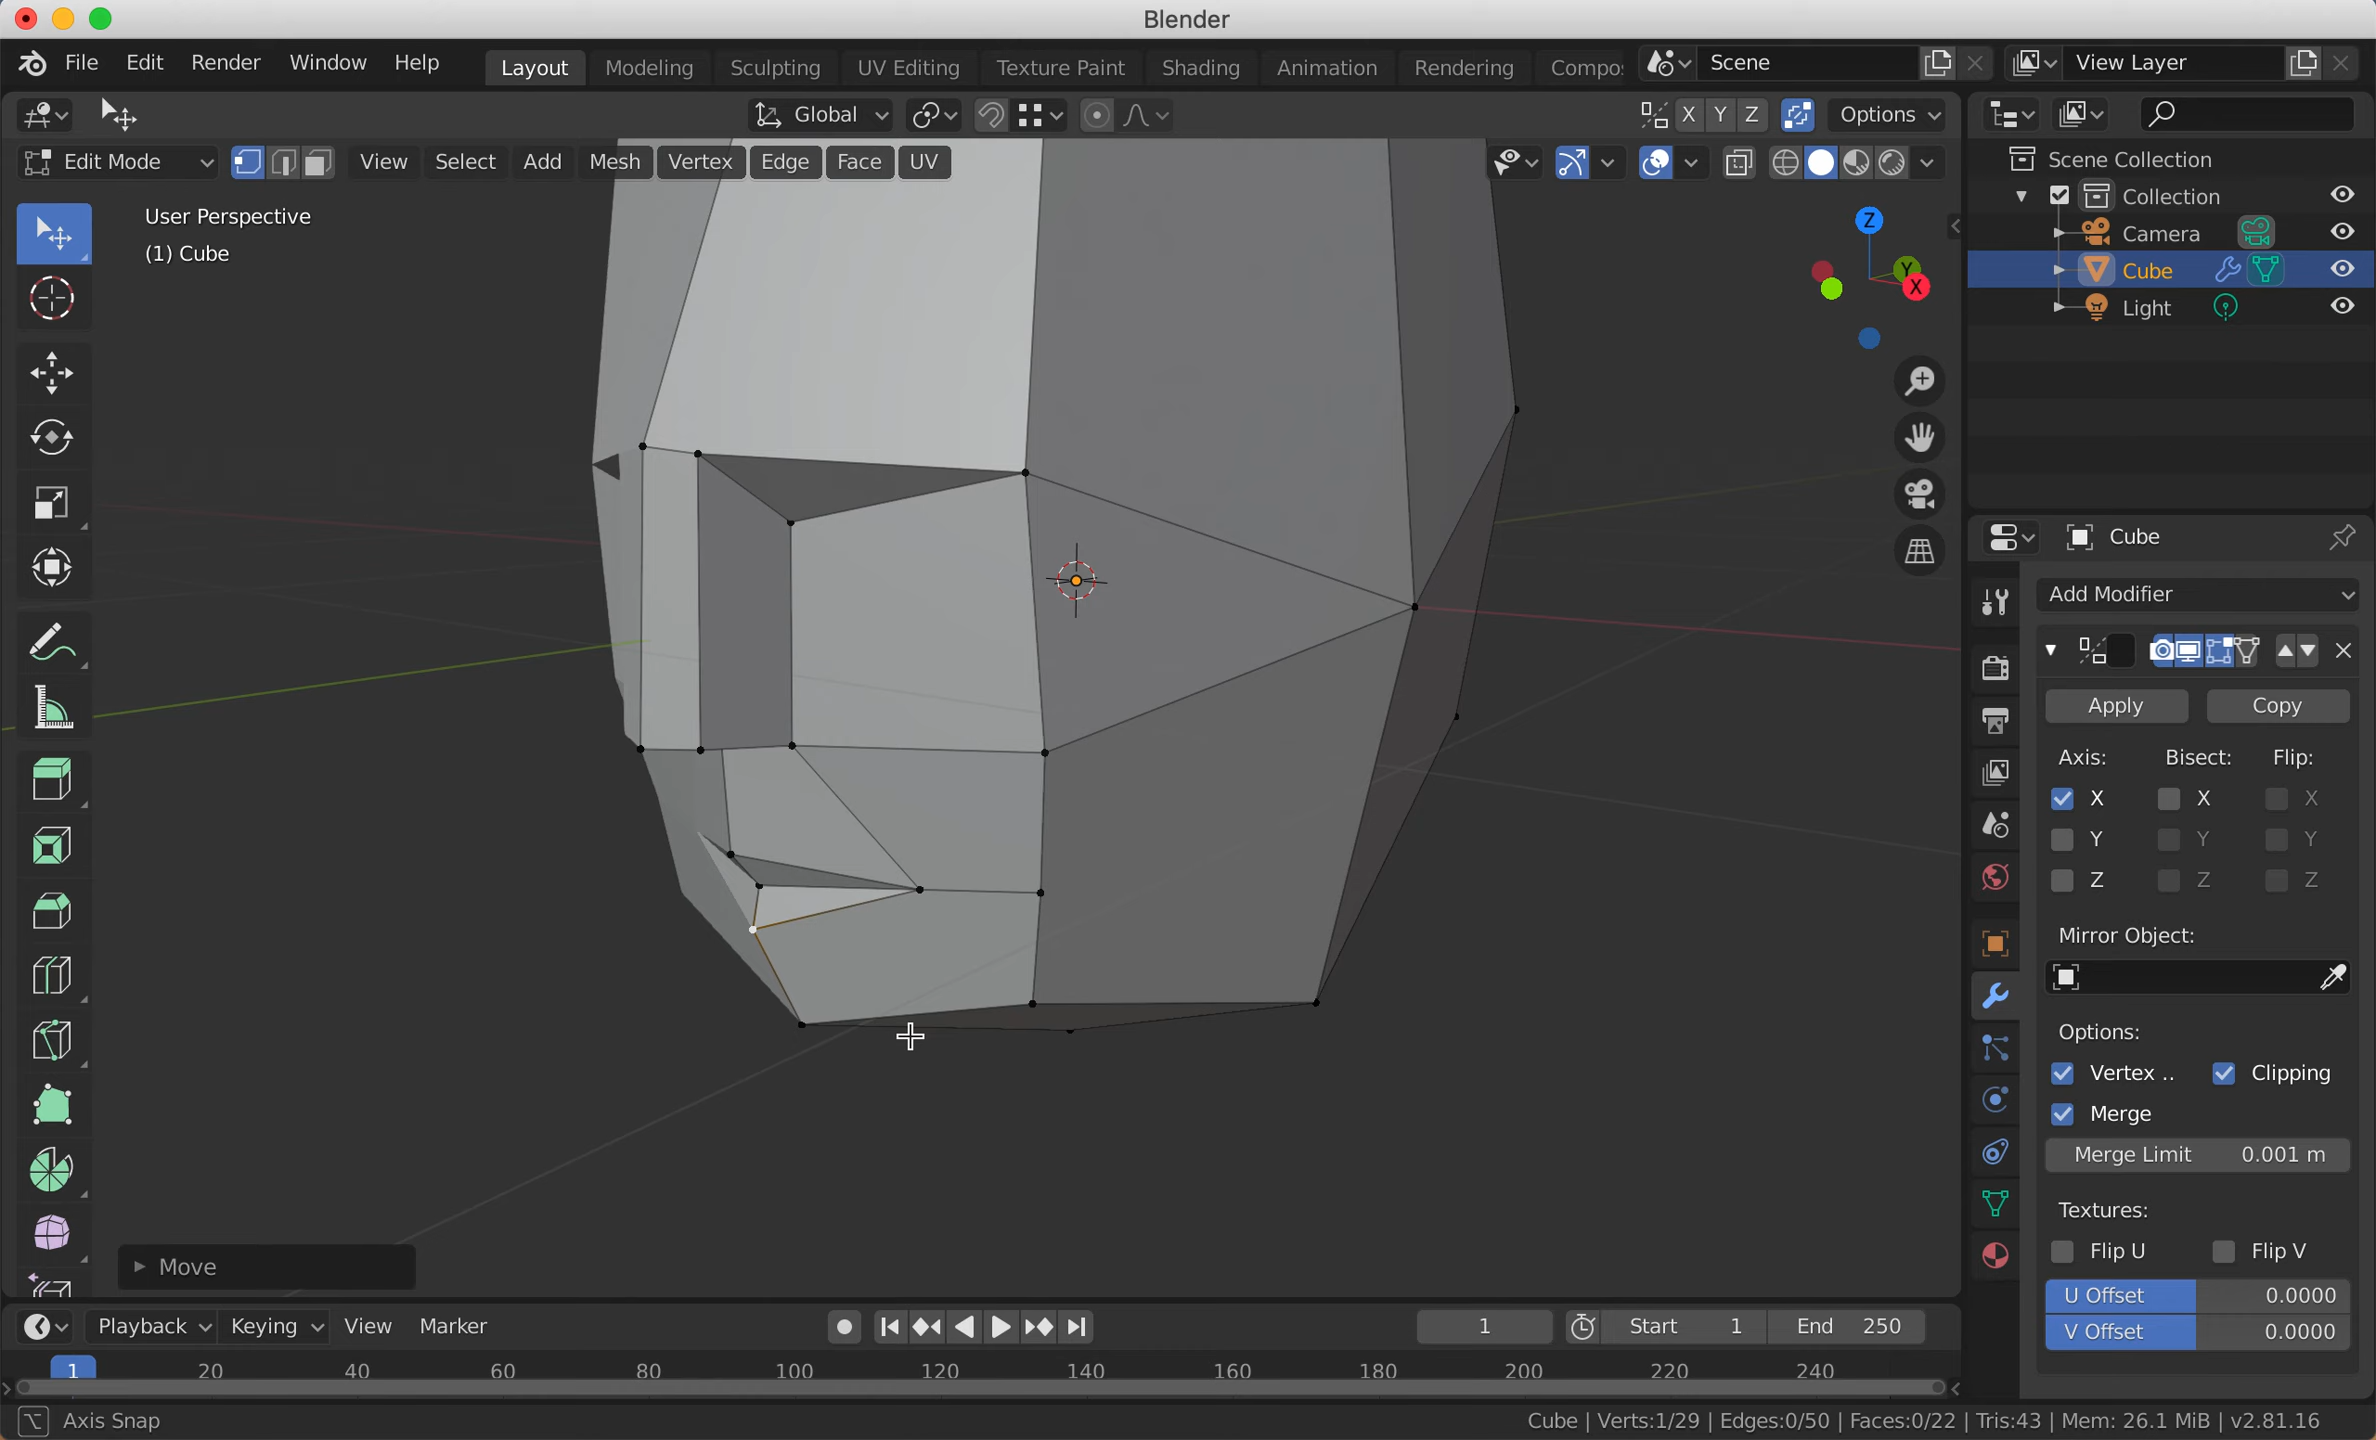 Blender
File Edit Render Window Help Layout Modeling Sculpting UV Editing Texture Paint Shading Animation Rendering Compo Scene View Layer
Global X Y Z Options
Edit Mode View Select Add Mesh Vertex Edge Face UV
User Perspective
(1) Cube
Z
Y
X
Scene Collection
Collection
Camera
Cube
Light
Cube
Add Modifier
Apply Copy
Axis: Bisect: Flip:
X X X
Y Y Y
Z Z Z
Mirror Object:
Options:
Vertex .. Clipping
Merge
Merge Limit 0.001 m
Textures:
Flip U Flip V
U Offset 0.0000
V Offset 0.0000
Move
Playback Keying View Marker 1 Start 1 End 250
1 20 40 60 80 100 120 140 160 180 200 220 240
Axis Snap Cube | Verts:1/29 | Edges:0/50 | Faces:0/22 | Tris:43 | Mem: 26.1 MiB | v2.81.16